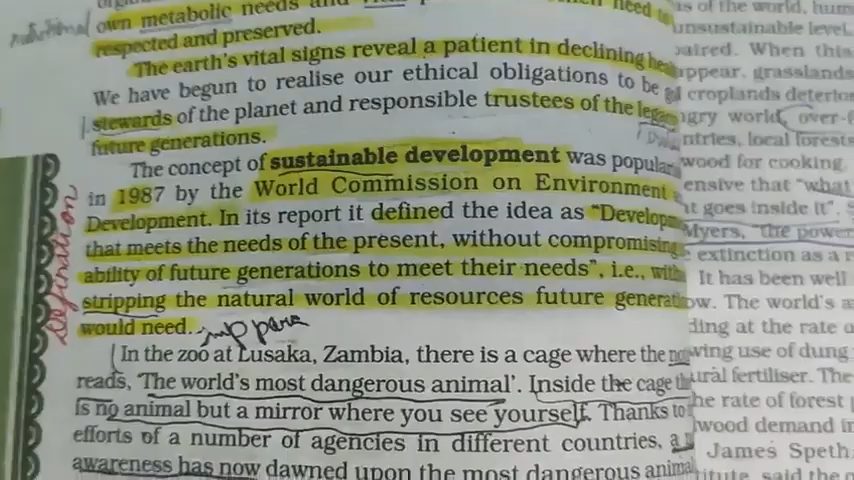 own metabolic needs and
respected and preserved.
The earth's vital signs reveal a patient in declining
We have begun to realise our ethical obligations to be
stewards of the planet and responsible trustees of the
future generations.
The concept of sustainable development was popular
in 1987 by the World Commission on Environment
Development. In its report it defined the idea as "Develop
that meets the needs of the present, without compromising
ability of future generations to meet their needs", i.e.,
stripping the natural world of resources future generati
would need.
In the zoo at Lusaka, Zambia, there is a cage where the
reads, 'The world's most dangerous animal'. Inside the cage
is no animal but a mirror where you see yourself. Thanks to
efforts of a number of agencies in different countries, a
awareness has now dawned upon the most dangerous animal
Defination
imp para
s of the world, hum
unsustainable level.
aired. When this
ppear, grasslands
croplands deterior
gry world, over-f
ntries, local forests
wood for cooking
ensive that "what
t goes inside it".
Myers, "the power
extinction as a
It has been well
ow. The world's
ding at the rate
wing use of dung
ural fertiliser. The
he rate of forest
wood demand in
James Speth
titute, said the